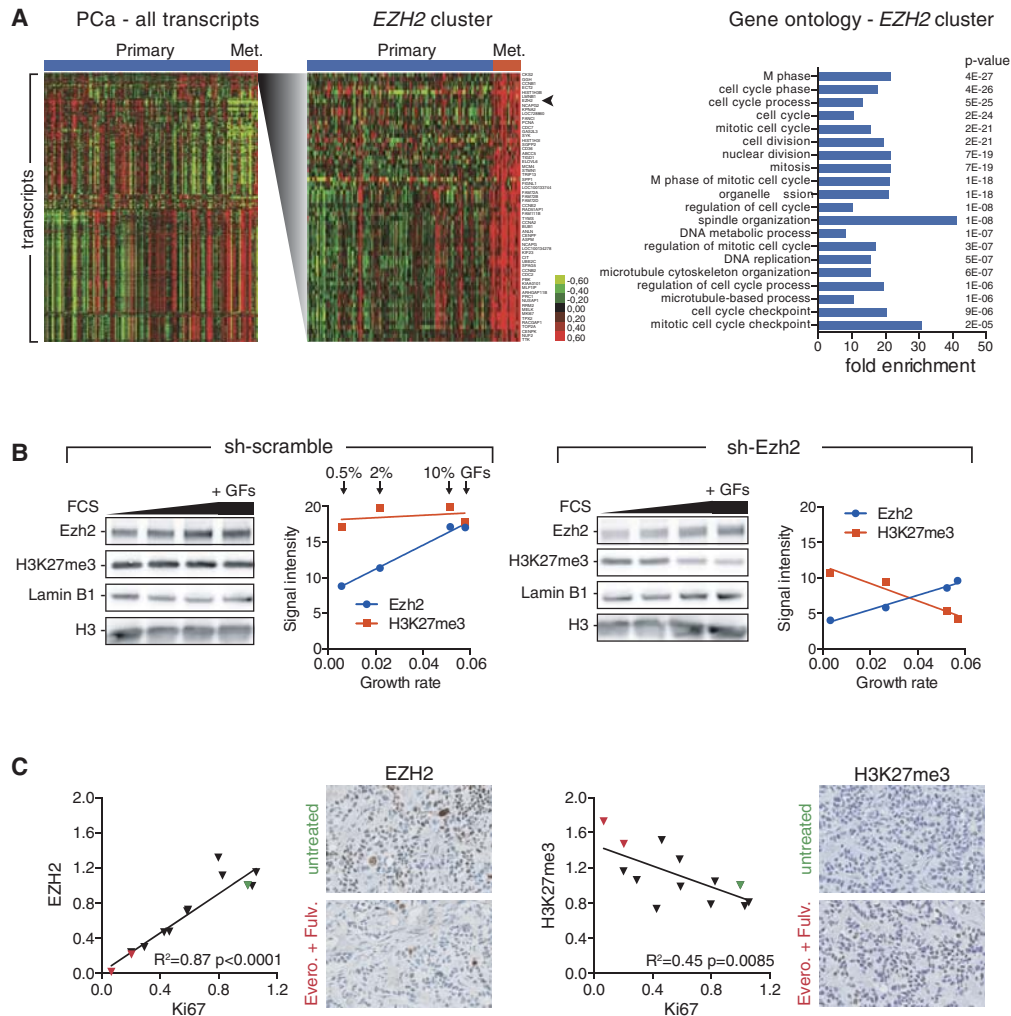 A
PCa - all transcripts
EZH2 cluster
Gene ontology - EZH2 cluster
Primary Met.
Primary Met.
transcripts
-0,60
-0,40
-0,20
0,00
0,20
0,40
0,60
p-value
M phase 4E-27
cell cycle phase 4E-26
cell cycle process 5E-25
cell cycle 2E-24
mitotic cell cycle 2E-21
cell division 2E-21
nuclear division 7E-19
mitosis 7E-19
M phase of mitotic cell cycle 1E-18
organelle ssion 1E-18
regulation of cell cycle 1E-08
spindle organization 1E-08
DNA metabolic process 1E-07
regulation of mitotic cell cycle 3E-07
DNA replication 5E-07
microtubule cytoskeleton organization 6E-07
regulation of cell cycle process 1E-06
microtubule-based process 1E-06
cell cycle checkpoint 9E-06
mitotic cell cycle checkpoint 2E-05
0 10 20 30 40 50
fold enrichment
B
sh-scramble
FCS
+ GFs
Ezh2
H3K27me3
Lamin B1
H3
0.5% 2% 10% GFs
Signal intensity
20
15
10
5
0
Ezh2
H3K27me3
0.00 0.02 0.04 0.06
Growth rate
sh-Ezh2
FCS
+ GFs
Ezh2
H3K27me3
Lamin B1
H3
Signal intensity
20
15
10
5
0
Ezh2
H3K27me3
0.00 0.02 0.04 0.06
Growth rate
C
EZH2
2.0
1.6
1.2
0.8
0.4
0.0
R²=0.87 p<0.0001
0.0 0.4 0.8 1.2
Ki67
EZH2
untreated
Evero. + Fulv.
H3K27me3
2.0
1.6
1.2
0.8
0.4
0.0
R²=0.45 p=0.0085
0.0 0.4 0.8 1.2
Ki67
H3K27me3
untreated
Evero. + Fulv.